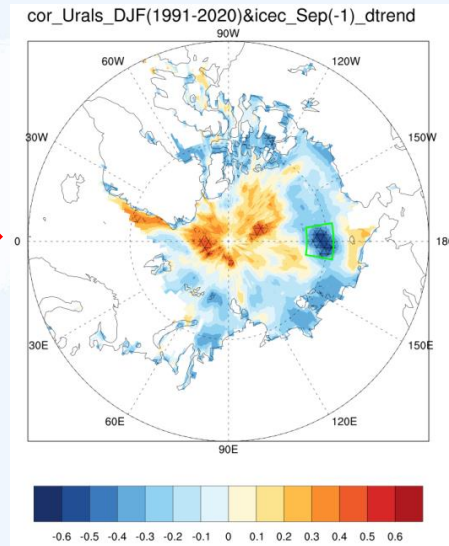 cor_Urals_DJF(1991-2020)&icec_Sep(-1)_dtrend
90W
60W 120W
30W 150W
0 180
30E 150E
60E 120E
90E
-0.6 -0.5 -0.4 -0.3 -0.2 -0.1 0 0.1 0.2 0.3 0.4 0.5 0.6